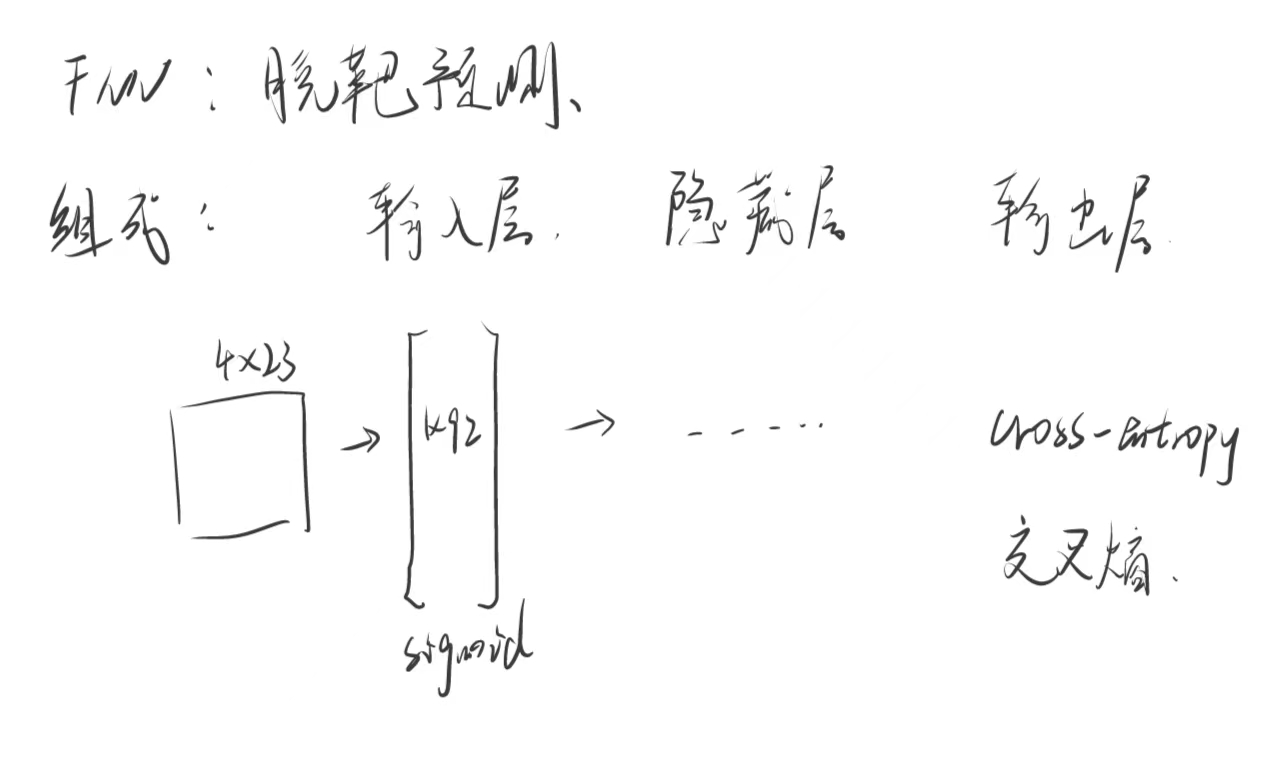 FNN：脱靶预测、
组成： 输入层. 隐藏层 输出层.
4×23
1×92
cross-entropy
交叉熵.
sigmoid